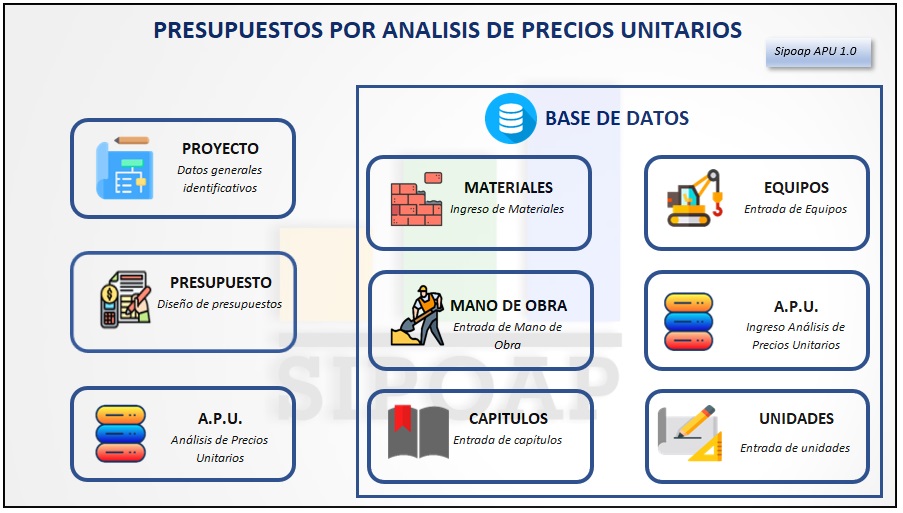 PRESUPUESTOS POR ANALISIS DE PRECIOS UNITARIOS
Sipoap APU 1.0
BASE DE DATOS
PROYECTO
Datos generales
identificativos
PRESUPUESTO
Diseño de presupuestos
A.P.U.
Análisis de Precios
Unitarios
MATERIALES
Ingreso de Materiales
EQUIPOS
Entrada de Equipos
MANO DE OBRA
Entrada de Mano de
Obra
A.P.U.
Ingreso Análisis de
Precios Unitarios
CAPITULOS
Entrada de capítulos
UNIDADES
Entrada de unidades
SIPOAP